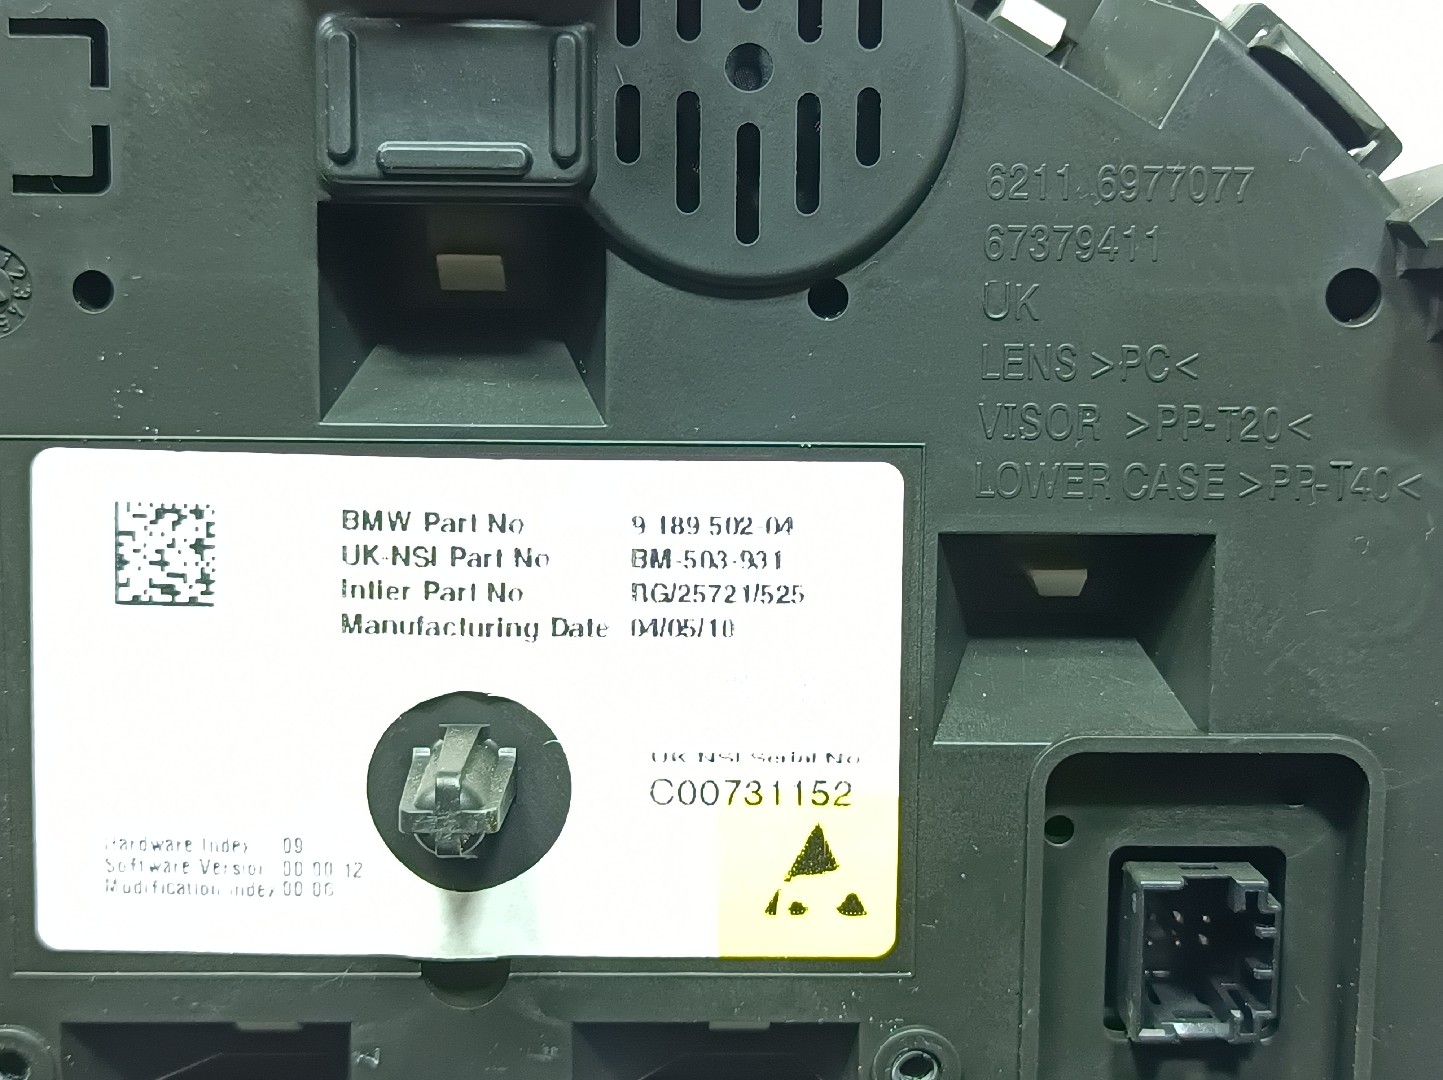 6211 6977077
67379411
UK
LENS >PC<
VISOR >PP-T20<
LOWER CASE >PP-T40<
BMW Part No 9 189 502-04
UK-NSI Part No BM-503-931
Intier Part No /25721/525
Manufacturing Date 04/05/10
UK-NSI Serial No
C00731152
Hardware Index 09
Software Version 00 00 12
Modification index 00 06